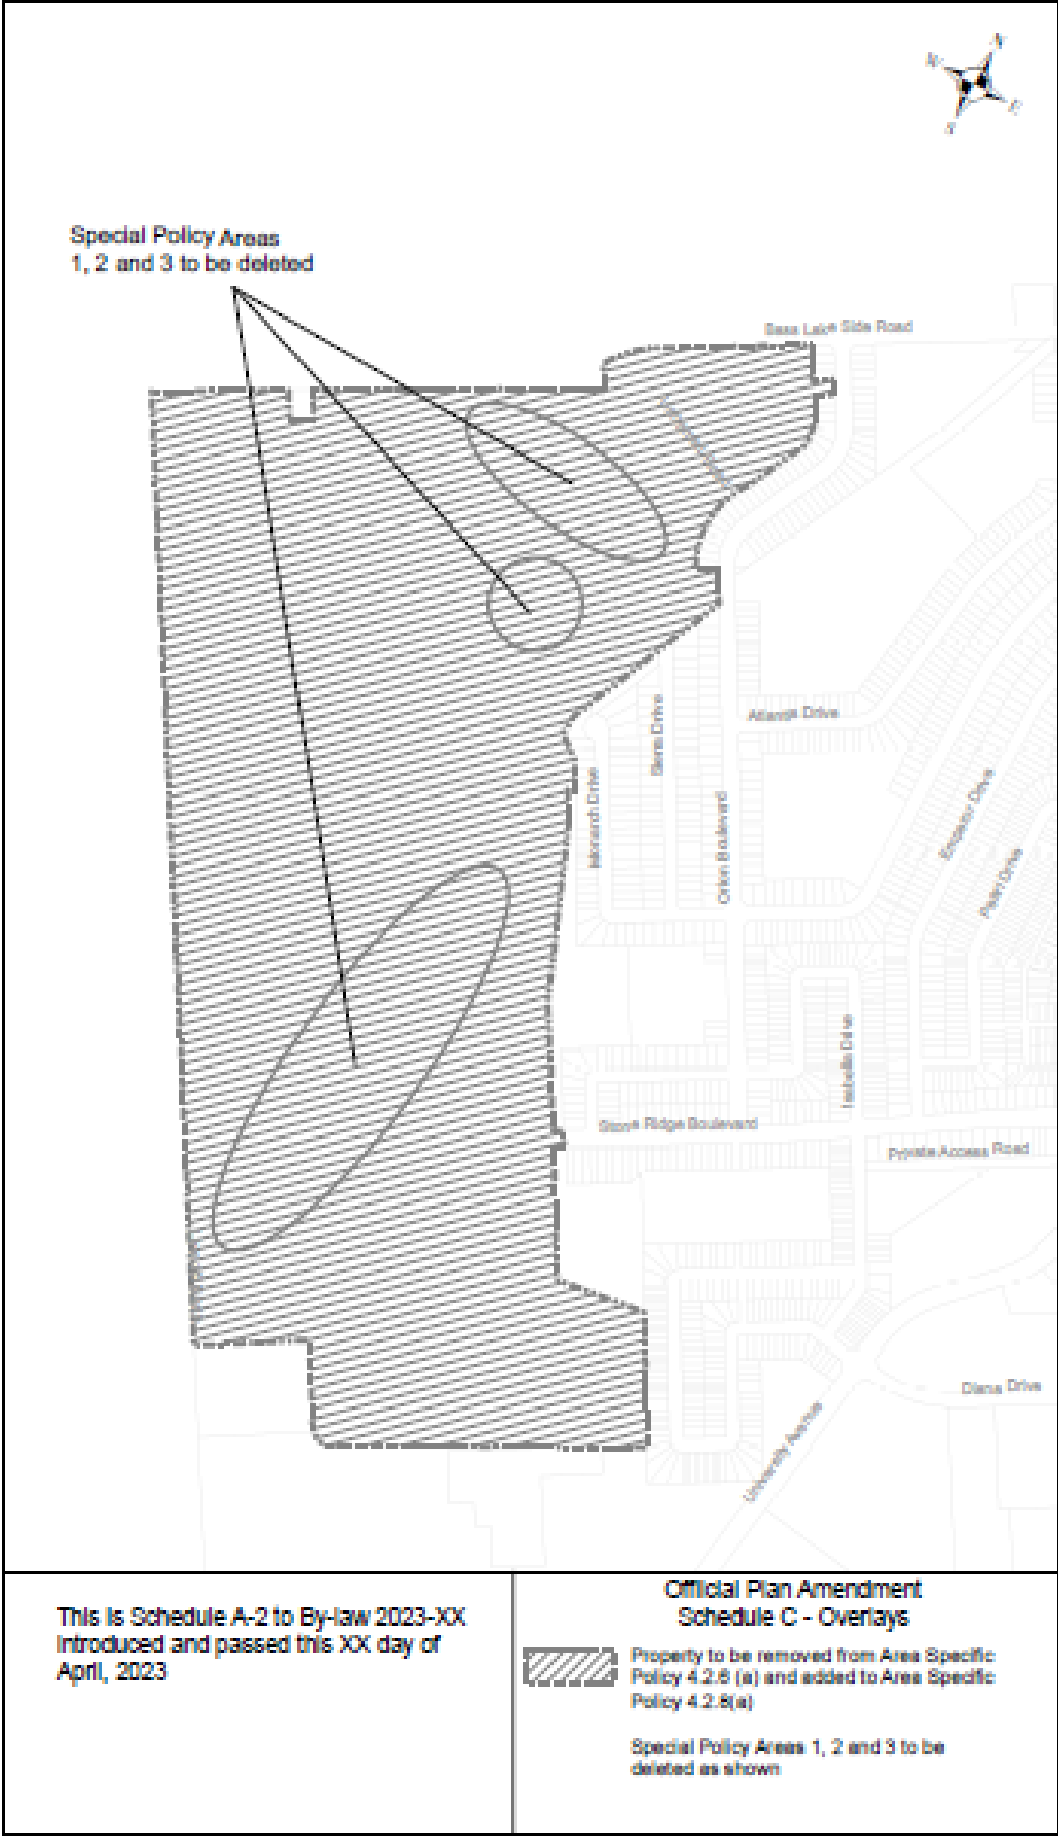 N
W
E
S
Special Policy Areas
1, 2 and 3 to be deleted
Bass Lake Side Road
Atlantis Drive
Sierra Drive
Monarch Drive
Orion Boulevard
Emperor Drive
Pearl Drive
Isabella Drive
Stone Ridge Boulevard
Private Access Road
Diana Drive
University Avenue
This is Schedule A-2 to By-law 2023-XX
introduced and passed this XX day of
April, 2023
Official Plan Amendment
Schedule C - Overlays
Property to be removed from Area Specific
Policy 4.2.6 (a) and added to Area Specific
Policy 4.2.8(a)
Special Policy Areas 1, 2 and 3 to be
deleted as shown